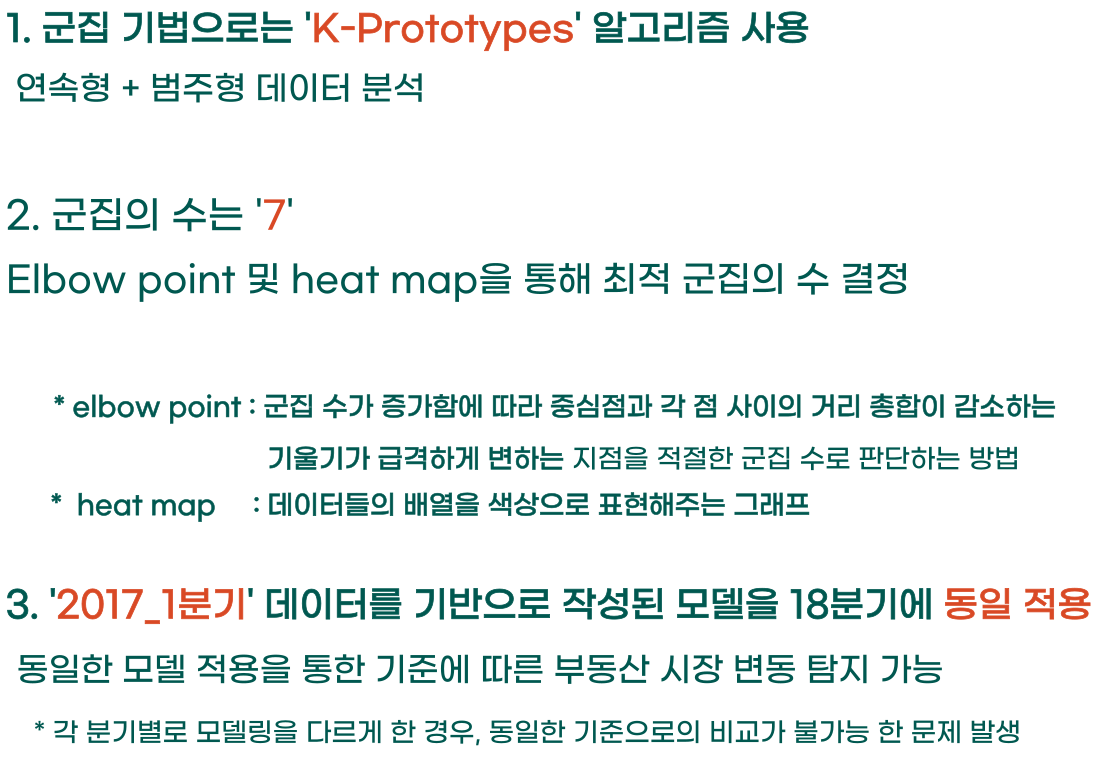 1. 군집 기법으로는 'K-Prototypes' 알고리즘 사용
연속형 + 범주형 데이터 분석
2. 군집의 수는 '7'
Elbow point 및 heat map을 통해 최적 군집의 수 결정
* elbow point : 군집 수가 증가함에 따라 중심점과 각 점 사이의 거리 총합이 감소하는
기울기가 급격하게 변하는 지점을 적절한 군집 수로 판단하는 방법
* heat map : 데이터들의 배열을 색상으로 표현해주는 그래프
3. '2017_1분기' 데이터를 기반으로 작성된 모델을 18분기에 동일 적용
동일한 모델 적용을 통한 기준에 따른 부동산 시장 변동 탐지 가능
* 각 분기별로 모델링을 다르게 한 경우, 동일한 기준으로의 비교가 불가능 한 문제 발생